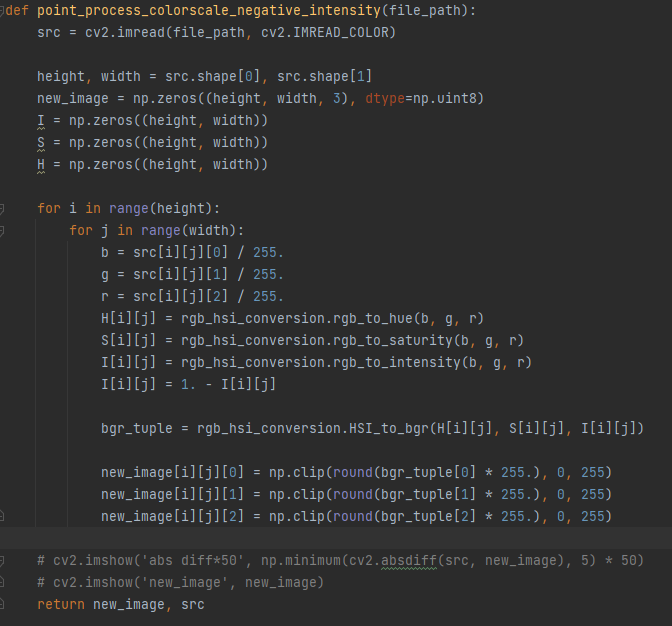 def point_process_colorscale_negative_intensity(file_path):
    src = cv2.imread(file_path, cv2.IMREAD_COLOR)

    height, width = src.shape[0], src.shape[1]
    new_image = np.zeros((height, width, 3), dtype=np.uint8)
    I = np.zeros((height, width))
    S = np.zeros((height, width))
    H = np.zeros((height, width))

    for i in range(height):
        for j in range(width):
            b = src[i][j][0] / 255.
            g = src[i][j][1] / 255.
            r = src[i][j][2] / 255.
            H[i][j] = rgb_hsi_conversion.rgb_to_hue(b, g, r)
            S[i][j] = rgb_hsi_conversion.rgb_to_saturity(b, g, r)
            I[i][j] = rgb_hsi_conversion.rgb_to_intensity(b, g, r)
            I[i][j] = 1. - I[i][j]

            bgr_tuple = rgb_hsi_conversion.HSI_to_bgr(H[i][j], S[i][j], I[i][j])

            new_image[i][j][0] = np.clip(round(bgr_tuple[0] * 255.), 0, 255)
            new_image[i][j][1] = np.clip(round(bgr_tuple[1] * 255.), 0, 255)
            new_image[i][j][2] = np.clip(round(bgr_tuple[2] * 255.), 0, 255)

    # cv2.imshow('abs diff*50', np.minimum(cv2.absdiff(src, new_image), 5) * 50)
    # cv2.imshow('new_image', new_image)
    return new_image, src